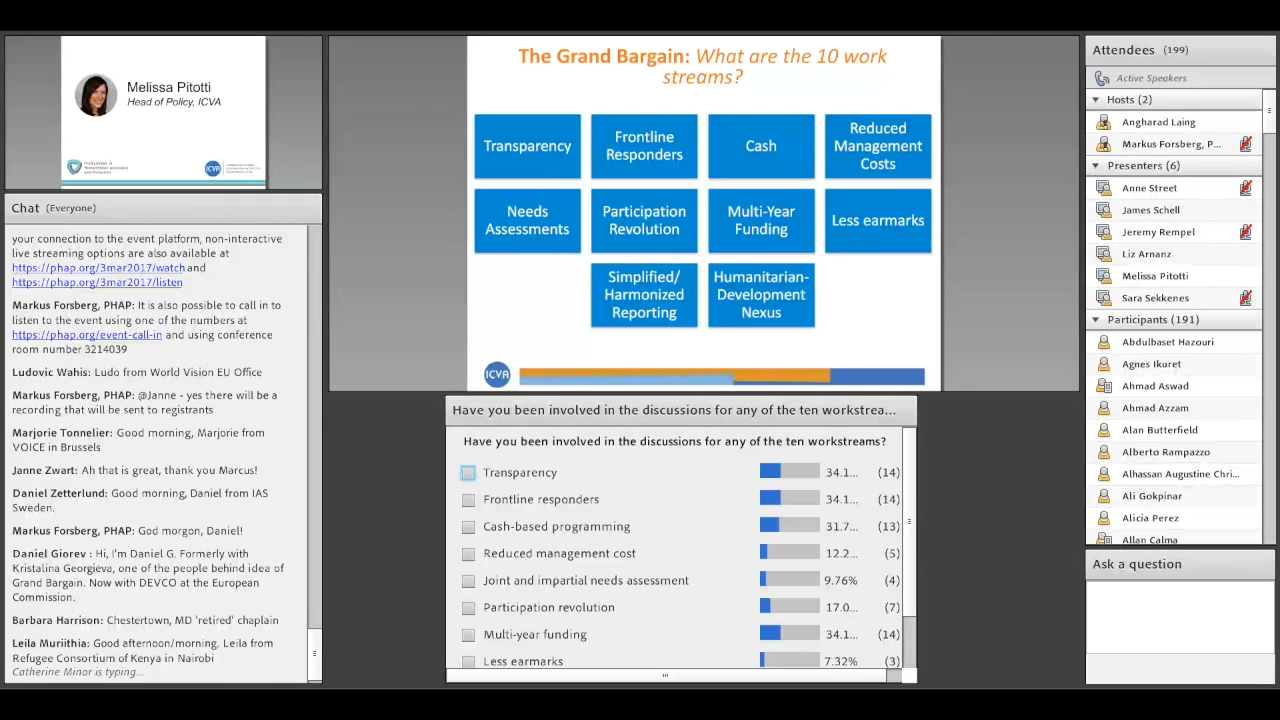 Melissa Pitotti
Head of Policy, ICVA
Chat (Everyone)
your connection to the event platform, non-interactive
live streaming options are also available at
https://phap.org/3mar2017/watch and
https://phap.org/3mar2017/listen
Markus Forsberg, PHAP: It is also possible to call in to
listen to the event using one of the numbers at
https://phap.org/event-call-in and using conference
room number 3214039
Ludovic Wahis: Ludo from World Vision EU Office
Markus Forsberg, PHAP: @Janne - yes there will be a
recording that will be sent to registrants
Marjorie Tonnelier: Good morning, Marjorie from
VOICE in Brussels
Janne Zwart: Ah that is great, thank you Marcus!
Daniel Zetterlund: Good morning, Daniel from IAS
Sweden.
Markus Forsberg, PHAP: God morgon, Daniel!
Daniel Giorev : Hi, I'm Daniel G. Formerly with
Kristalina Georgieva, one of the people behind idea of
Grand Bargain. Now with DEVCO at the European
Commission.
Barbara Harrison: Chestertown, MD 'retired' chaplain
Leila Muriithia: Good afternoon/morning. Leila from
Refugee Consortium of Kenya in Nairobi
Catherine Minor is typing...
The Grand Bargain: What are the 10 work
streams?
Transparency
Frontline
Responders
Cash
Reduced
Management
Costs
Needs
Assessments
Participation
Revolution
Multi-Year
Funding
Less earmarks
Simplified/
Harmonized
Reporting
Humanitarian-
Development
Nexus
ICVA
Have you been involved in the discussions for any of the ten workstrea...
Have you been involved in the discussions for any of the ten workstreams?
Transparency 34.1... (14)
Frontline responders 34.1... (14)
Cash-based programming 31.7... (13)
Reduced management cost 12.2... (5)
Joint and impartial needs assessment 9.76% (4)
Participation revolution 17.0... (7)
Multi-year funding 34.1... (14)
Less earmarks 7.32% (3)
Attendees (199)
Active Speakers
Hosts (2)
Angharad Laing
Markus Forsberg, P...
Presenters (6)
Anne Street
James Schell
Jeremy Rempel
Liz Arnanz
Melissa Pitotti
Sara Sekkenes
Participants (191)
Abdulbaset Hazouri
Agnes Ikuret
Ahmad Aswad
Ahmad Azzam
Alan Butterfield
Alberto Rampazzo
Alhassan Augustine Chri...
Ali Gokpinar
Alicia Perez
Allan Calma
Ask a question